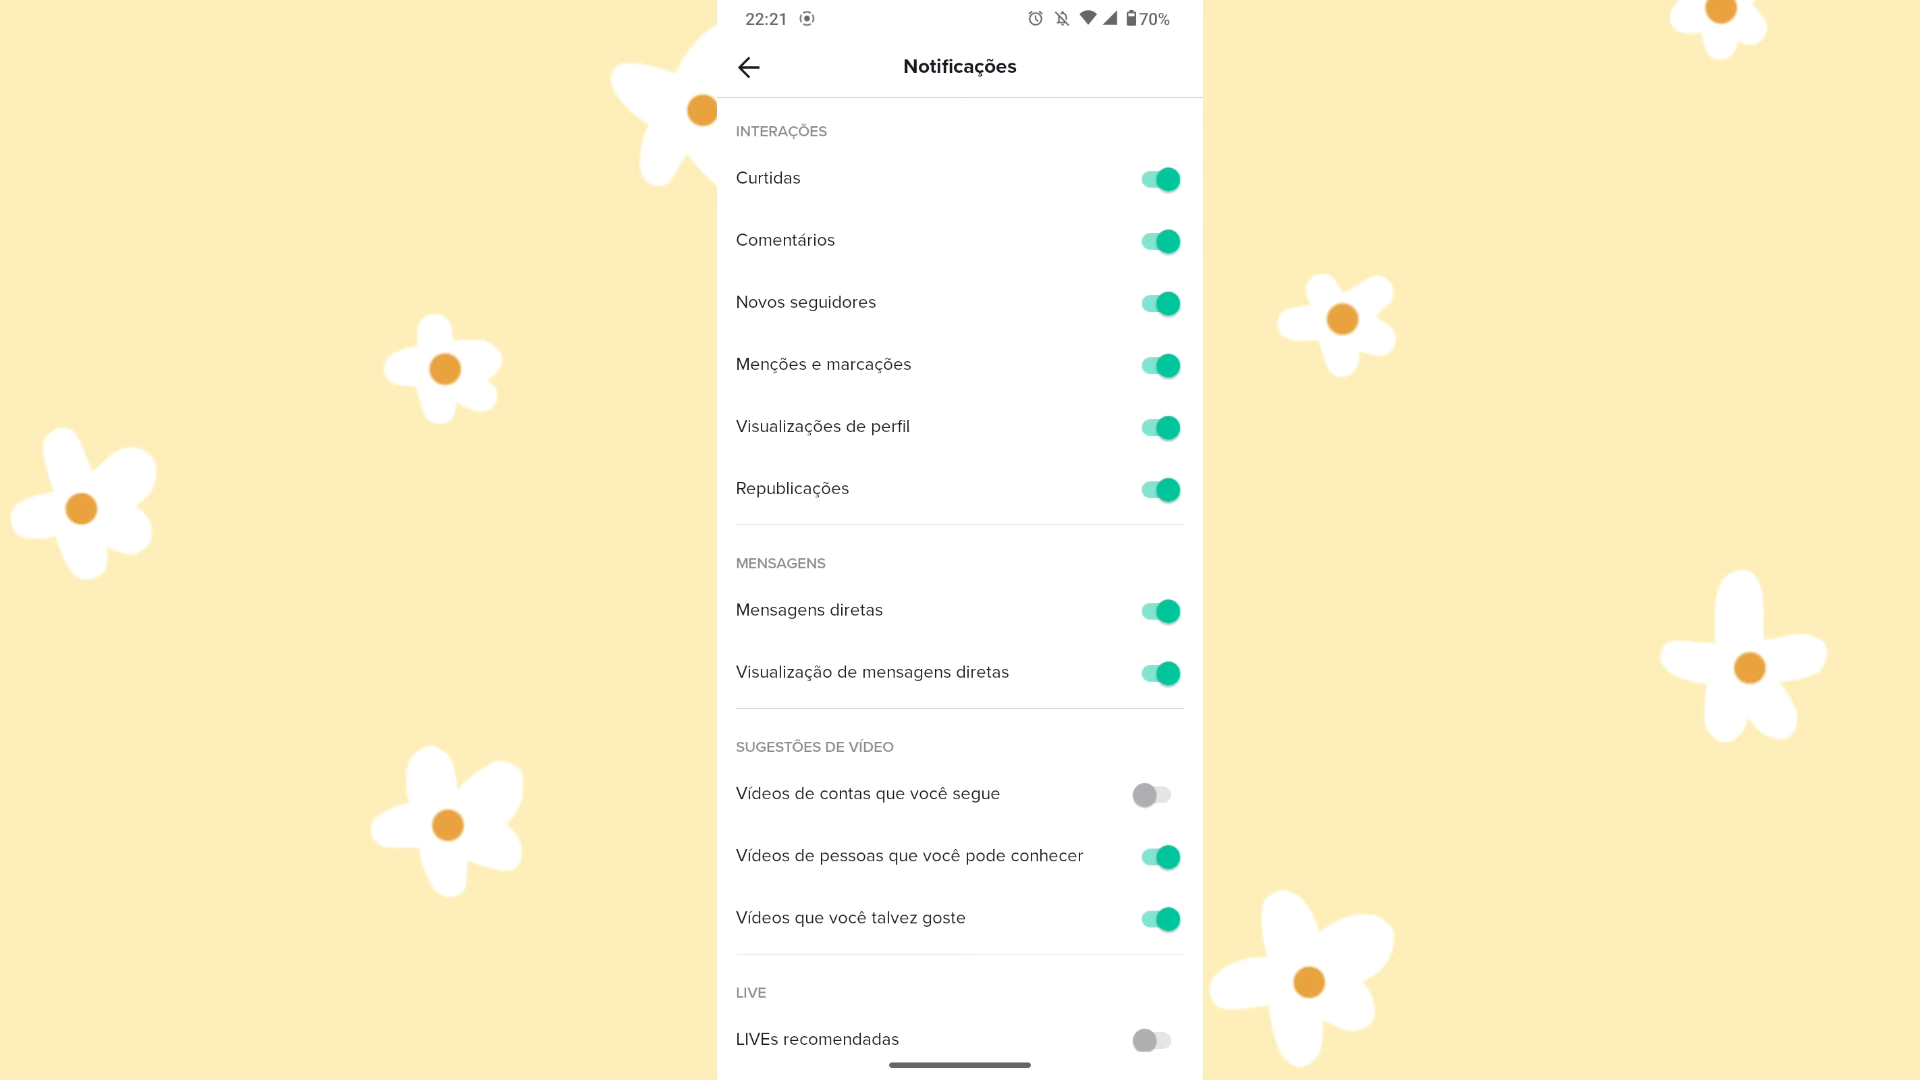 22:21
70%
Notificações
INTERAÇÕES
Curtidas
Comentários
Novos seguidores
Menções e marcações
Visualizações de perfil
Republicações
MENSAGENS
Mensagens diretas
Visualização de mensagens diretas
SUGESTÕES DE VÍDEO
Vídeos de contas que você segue
Vídeos de pessoas que você pode conhecer
Vídeos que você talvez goste
LIVE
LIVEs recomendadas